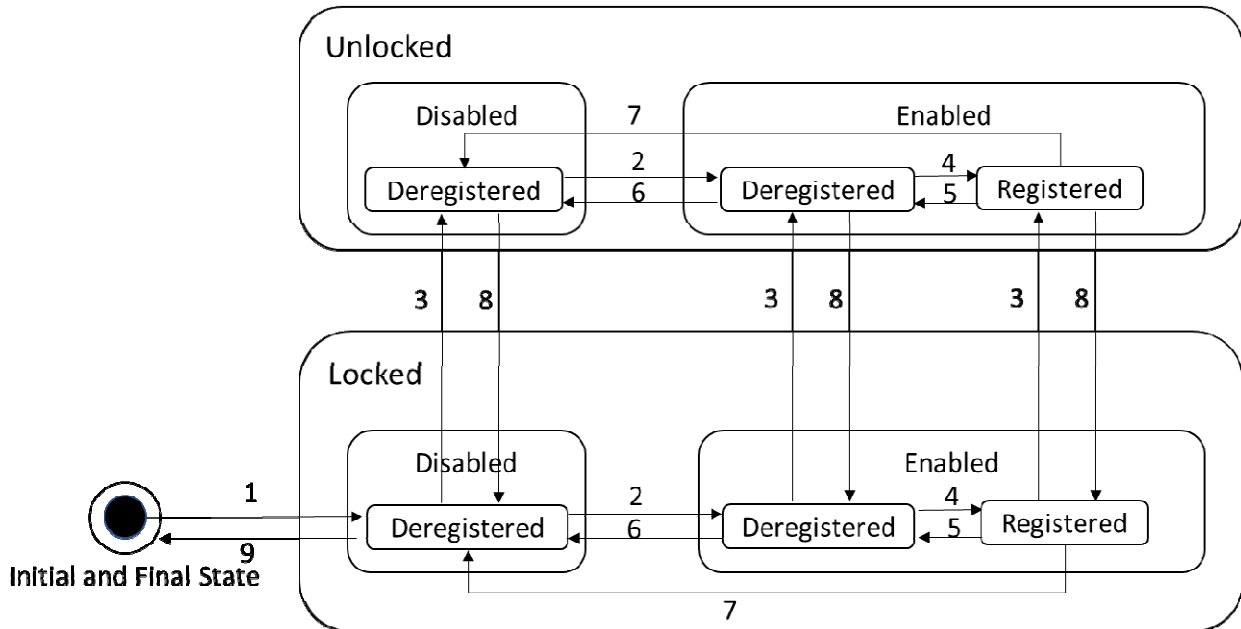 Unlocked
Disabled 7 Enabled
2 4
Deregistered Deregistered Registered
6 5
3 8 3 8 3 8
Locked
Disabled Enabled
1 2 4
Deregistered Deregistered Registered
6 5
9
Initial and Final State
7